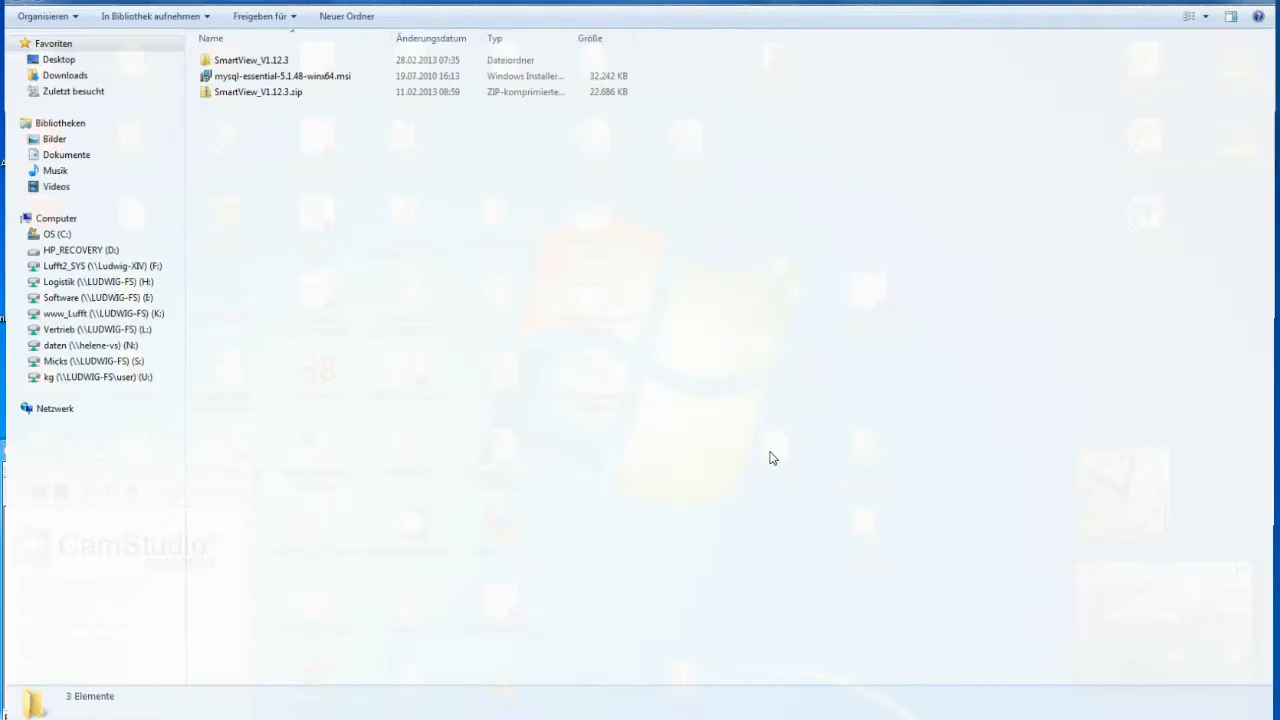 Organisieren In Bibliothek aufnehmen Freigeben für Neuer Ordner
Name Änderungsdatum Typ Größe
SmartView_V1.12.3 28.02.2013 07:35 Dateiordner
mysql-essential-5.1.48-winx64.msi 19.07.2010 16:13 Windows Installer... 32.242 KB
SmartView_V1.12.3.zip 11.02.2013 08:59 ZIP-komprimierte... 22.686 KB
Favoriten
Desktop
Downloads
Zuletzt besucht
Bibliotheken
Bilder
Dokumente
Musik
Videos
Computer
OS (C:)
HP_RECOVERY (D:)
Lufft2_SYS (\\Ludwig-XIV) (F:)
Logistik (\\LUDWIG-FS) (H:)
Software (\\LUDWIG-FS) (I:)
www_Lufft (\\LUDWIG-FS) (K:)
Vertrieb (\\LUDWIG-FS) (L:)
daten (\\helene-vs) (N:)
Micks (\\LUDWIG-FS) (S:)
kg (\\LUDWIG-FS\user) (U:)
Netzwerk
CamStudio
3 Elemente